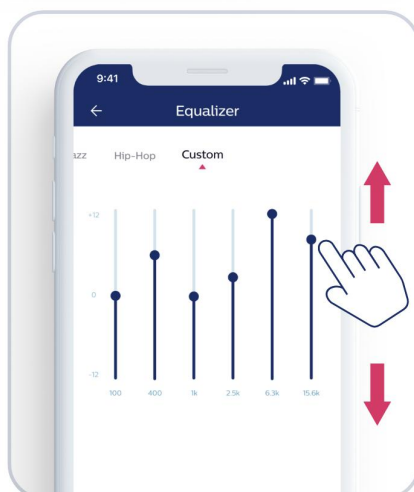 9:41
Equalizer
azz Hip-Hop Custom
+12
0
-12
100 400 1k 2.5k 6.3k 15.6k